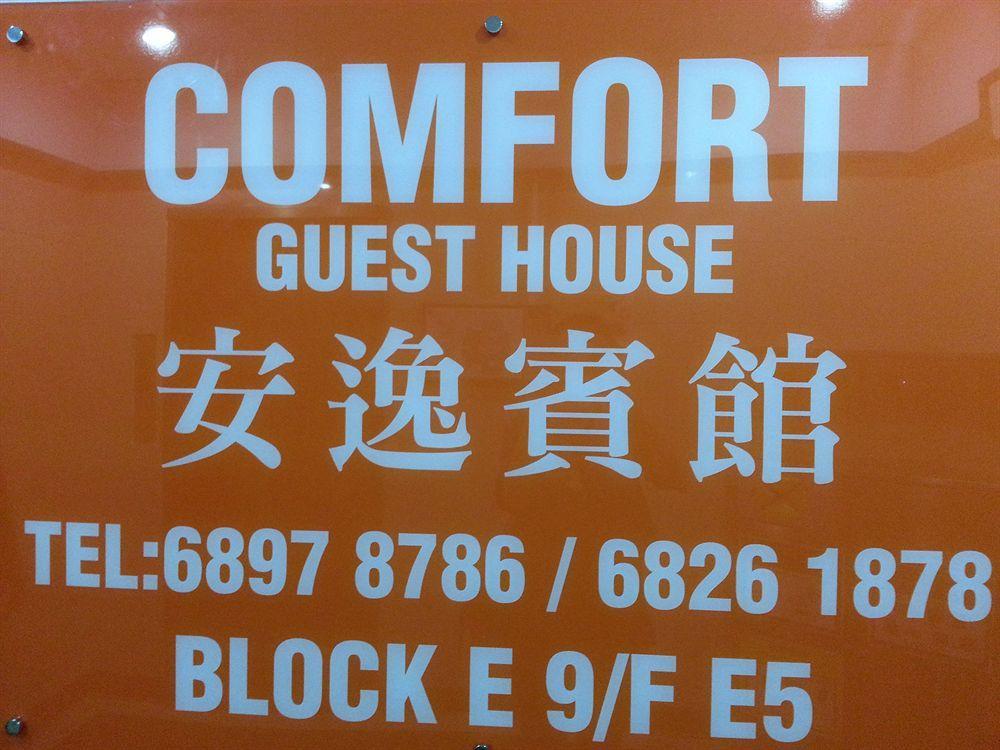 COMFORT
GUEST HOUSE
安逸賓館
TEL:6897 8786 / 6826 1878
BLOCK E 9/F E5